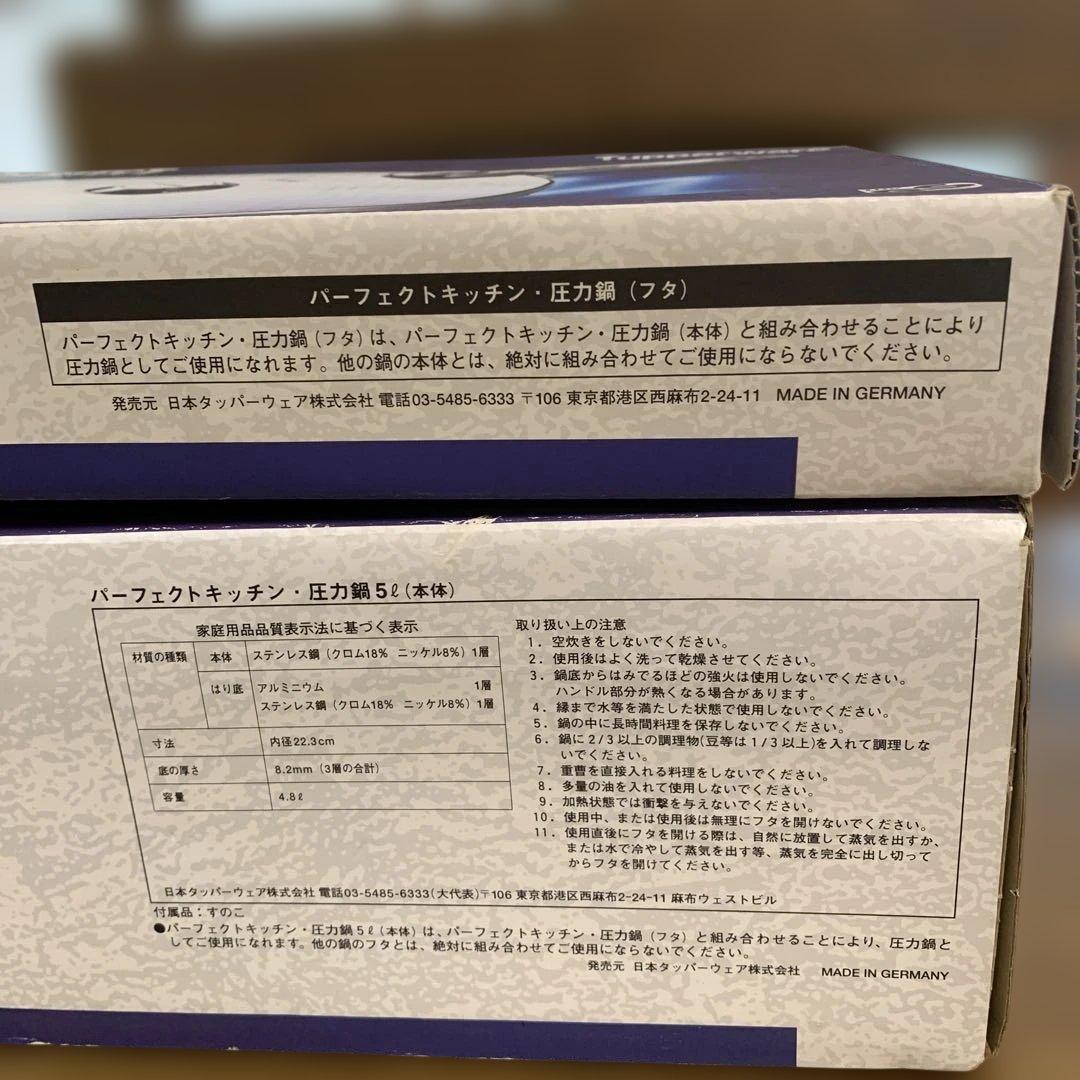 Tupperware
パーフェクトキッチン・圧力鍋（フタ）
パーフェクトキッチン・圧力鍋（フタ）は、パーフェクトキッチン・圧力鍋（本体）と組み合わせることにより
圧力鍋としてご使用になれます。他の鍋の本体とは、絶対に組み合わせてご使用にならないでください。
発売元 日本タッパーウェア株式会社 電話03-5485-6333 〒106 東京都港区西麻布2-24-11 MADE IN GERMANY
パーフェクトキッチン・圧力鍋5ℓ（本体）
家庭用品品質表示法に基づく表示
材質の種類 本体 ステンレス鋼（クロム18% ニッケル8%）1層
はり底 アルミニウム 1層
ステンレス鋼（クロム18% ニッケル8%）1層
寸法 内径22.3cm
底の厚さ 8.2mm（3層の合計）
容量 4.8ℓ
取り扱い上の注意
1．空炊きをしないでください。
2．使用後はよく洗って乾燥させてください。
3．鍋底からはみでるほどの強火は使用しないでください。
ハンドル部分が熱くなる場合があります。
4．縁まで水等を満たした状態で使用しないでください。
5．鍋の中に長時間料理を保存しないでください。
6．鍋に2/3以上の調理物(豆等は1/3以上)を入れて調理しな
いでください。
7．重曹を直接入れる料理をしないでください。
8．多量の油を入れて使用しないでください。
9．加熱状態では衝撃を与えないでください。
10．使用中、または使用後は無理にフタを開けないでください。
11．使用直後にフタを開ける際は、自然に放置して蒸気を出すか、
または水で冷やして蒸気を出す等、蒸気を完全に出し切って
からフタを開けてください。
日本タッパーウェア株式会社 電話03-5485-6333(大代表)〒106 東京都港区西麻布2-24-11 麻布ウェストビル
付属品：すのこ
●パーフェクトキッチン・圧力鍋5ℓ（本体）は、パーフェクトキッチン・圧力鍋（フタ）と組み合わせることにより、圧力鍋と
してご使用になれます。他の鍋のフタとは、絶対に組み合わせてご使用にならないでください。
発売元 日本タッパーウェア株式会社 MADE IN GERMANY